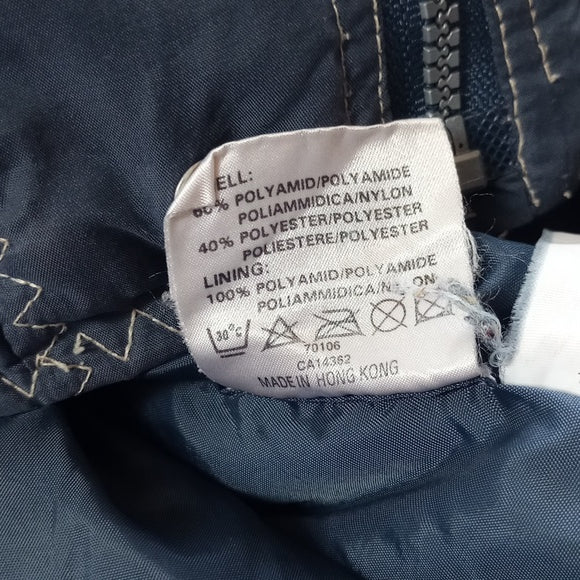 ELL:
60% POLYAMID/POLYAMIDE
POLIAMMIDICA/NYLON
40% POLYESTER/POLYESTER
POLIESTERE/POLYESTER
LINING:
100% POLYAMID/POLYAMIDE
POLIAMMIDICA/NYLON
30°C
70106
CA14362
MADE IN HONG KONG